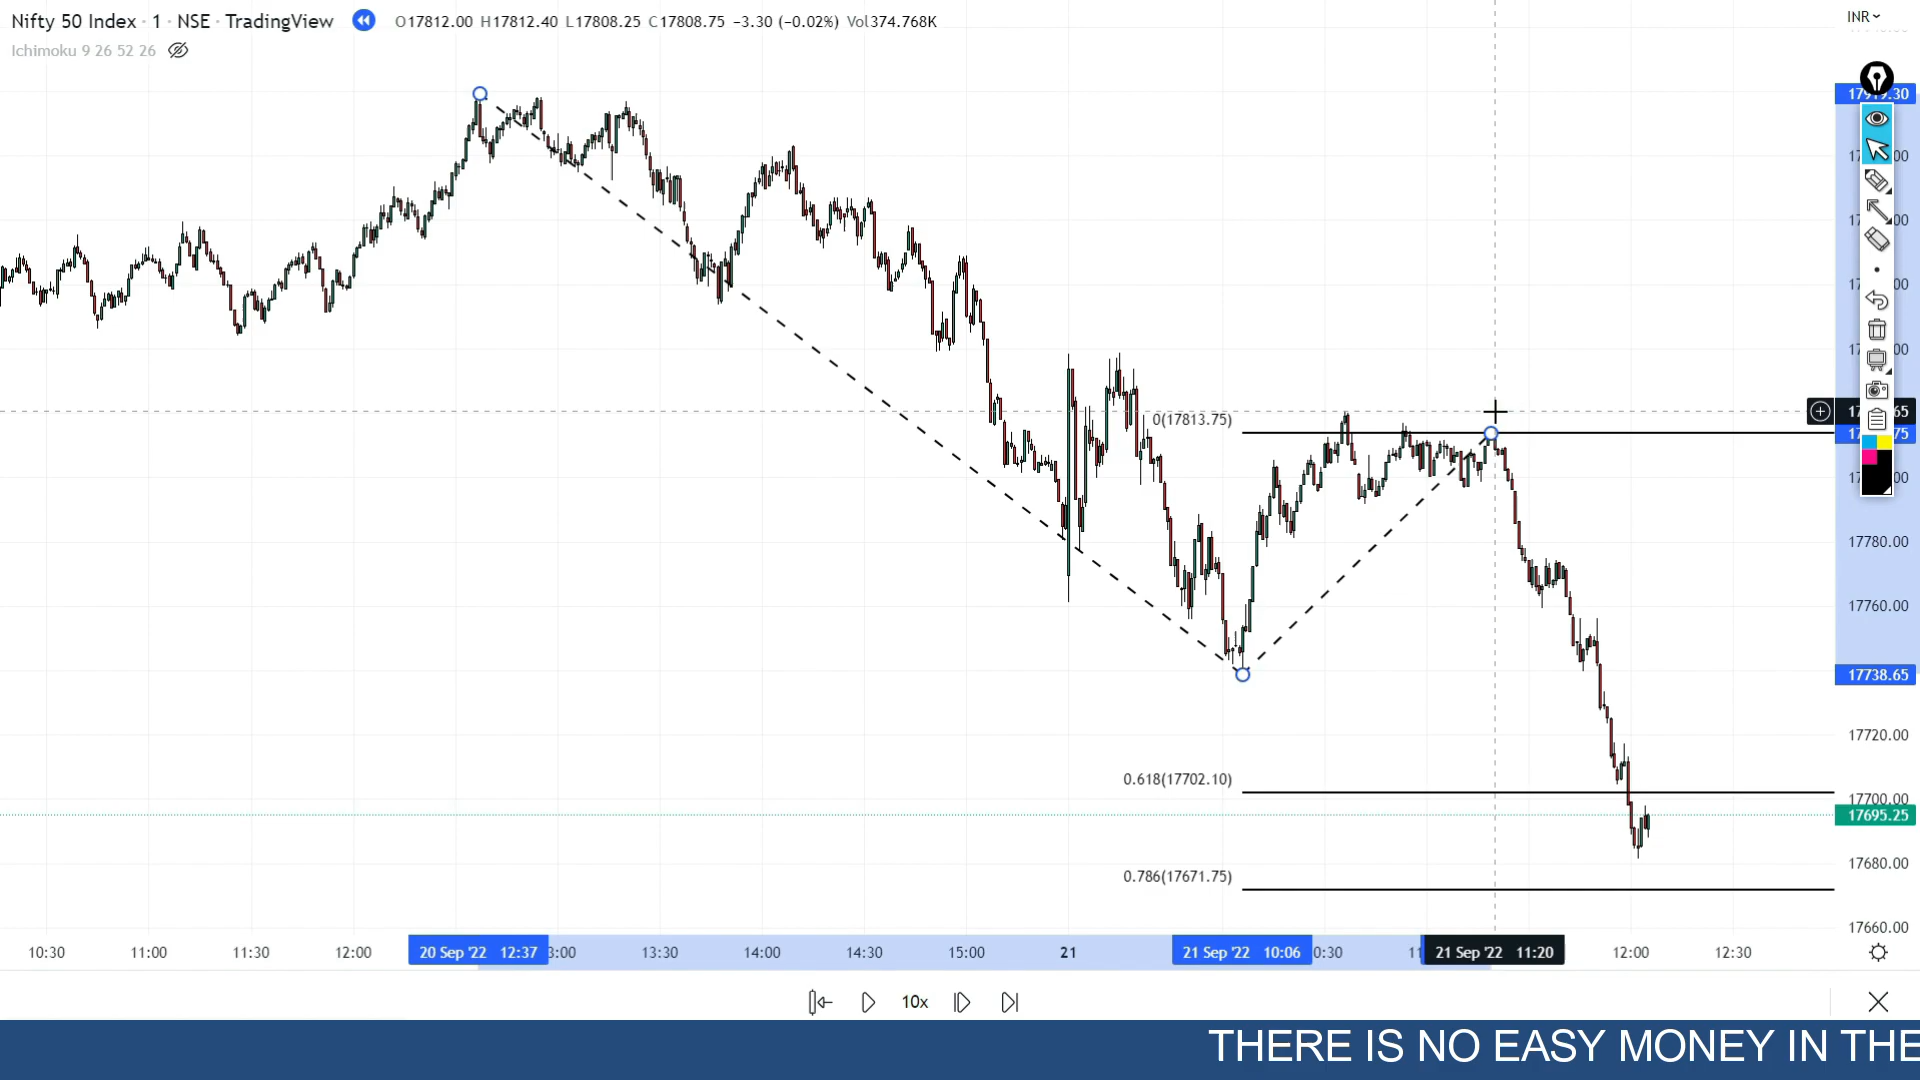 Nifty 50 Index · 1 · NSE · TradingView O17812.00 H17812.40 L17808.25 C17808.75 −3.30 (−0.02%) Vol374.768K
INR
Ichimoku 9 26 52 26
0(17813.75)
17780.00
17760.00
17738.65
17720.00
0.618(17702.10)
17700.00
17695.25
17680.00
0.786(17671.75)
17660.00
10:30 11:00 11:30 12:00 20 Sep '22 12:37 3:00 13:30 14:00 14:30 15:00 21 21 Sep '22 10:06 0:30 21 Sep '22 11:20 12:00 12:30
10x
THERE IS NO EASY MONEY IN THE